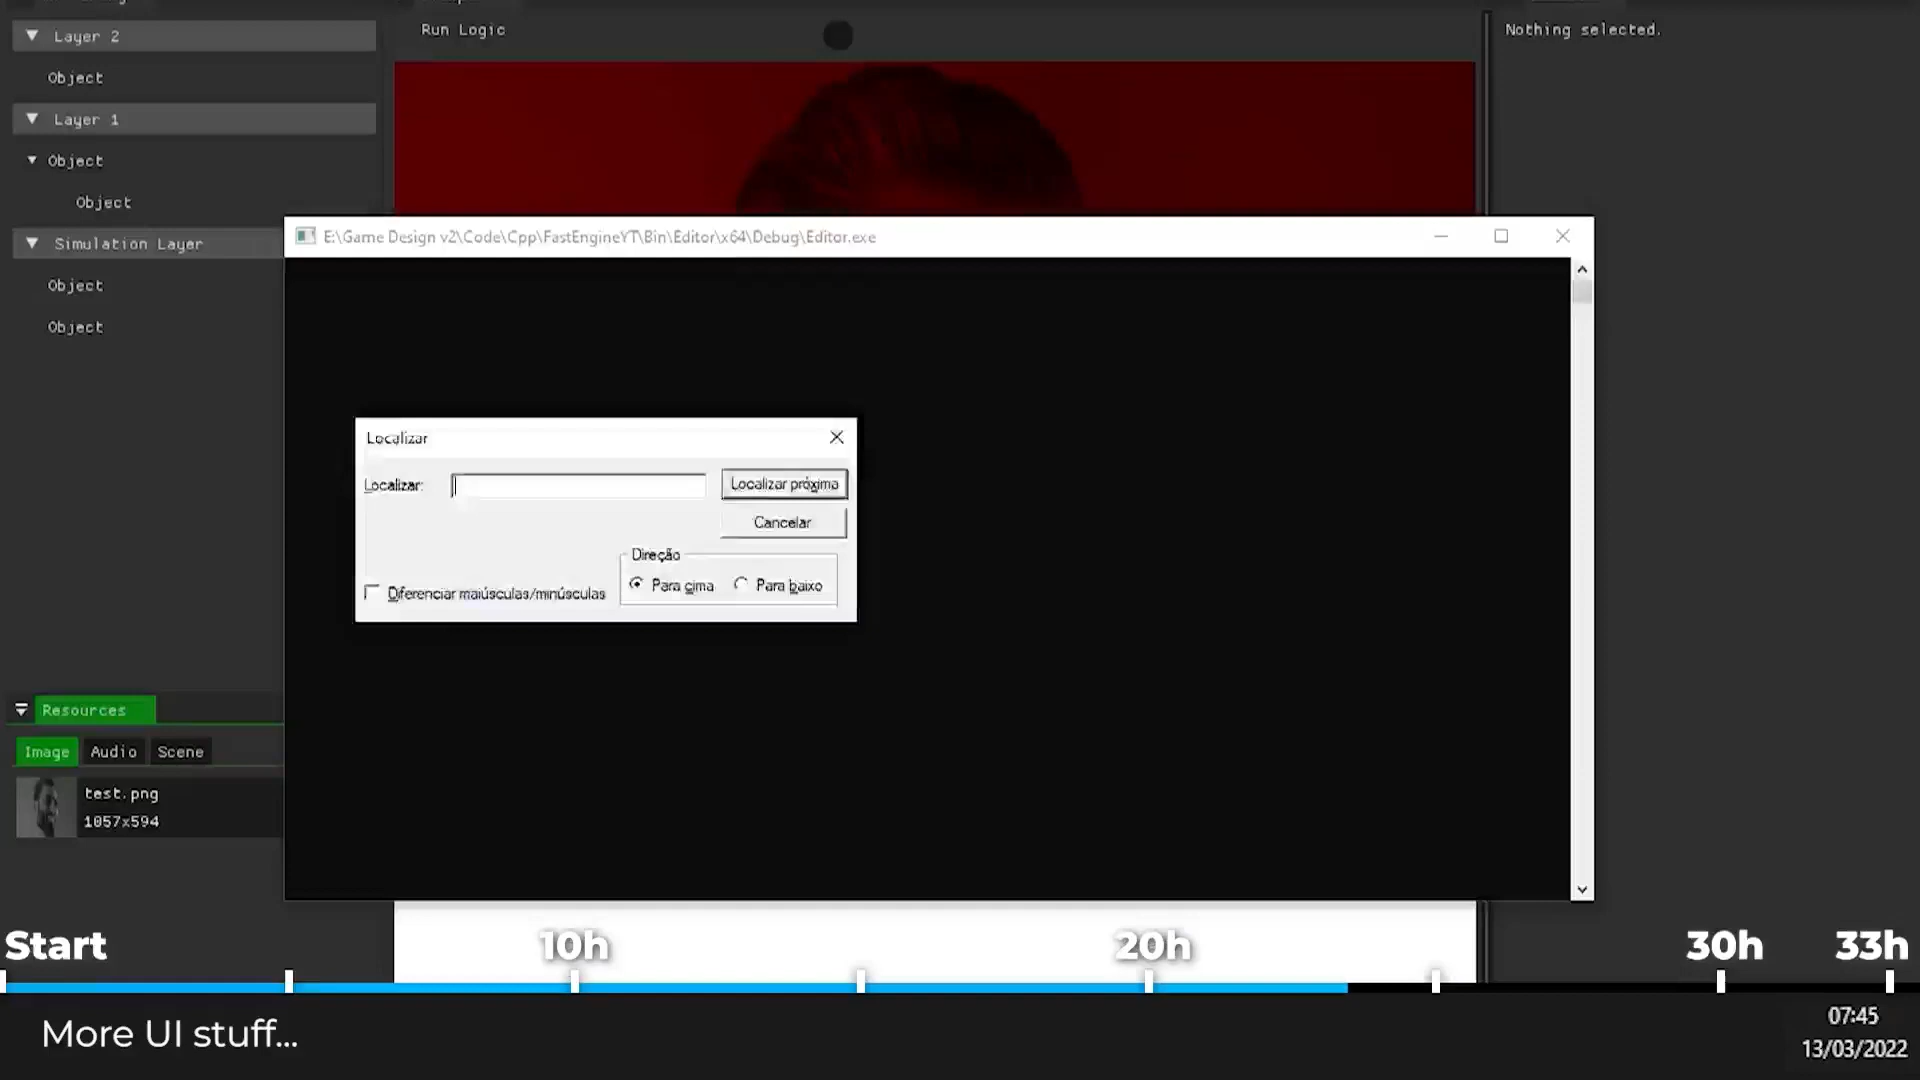 Layer 2
Object
Layer 1
Object
Object
Simulation Layer
Object
Object
Run Logic
Nothing selected.
E:\Game Design v2\Code\Cpp\FastEngineYT\Bin\Editor\x64\Debug\Editor.exe
Localizar
Localizar:
Localizar próxima
Cancelar
Direção
Para cima
Para baixo
Diferenciar maiúsculas/minúsculas
Resources
Image Audio Scene
test.png
1057x594
Start 10h 20h 30h 33h
More UI stuff...
07:45
13/03/2022